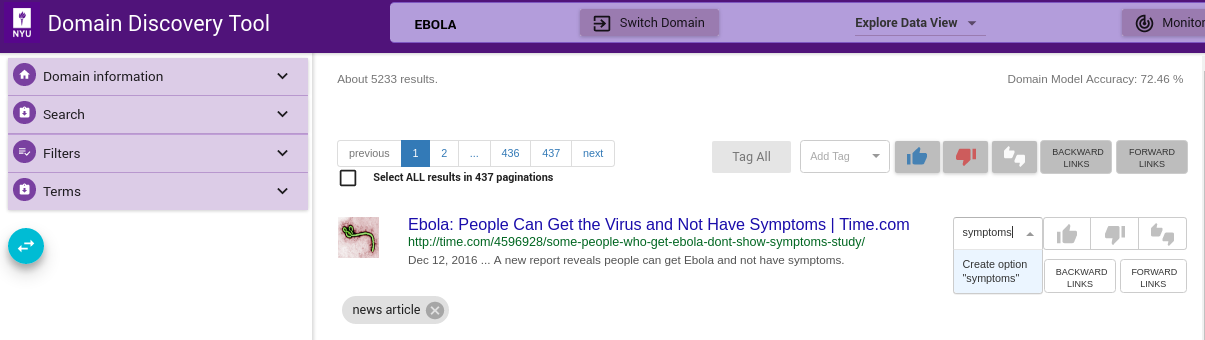 NYU
Domain Discovery Tool
EBOLA
Switch Domain
Explore Data View
Monitor
Domain information
Search
Filters
Terms
About 5233 results.
Domain Model Accuracy: 72.46 %
previous 1 2 ... 436 437 next
Select ALL results in 437 paginations
Tag All
Add Tag
BACKWARD
LINKS
FORWARD
LINKS
Ebola: People Can Get the Virus and Not Have Symptoms | Time.com
http://time.com/4596928/some-people-who-get-ebola-dont-show-symptoms-study/
Dec 12, 2016 ... A new report reveals people can get Ebola and not have symptoms.
news article
symptoms
Create option
"symptoms"
BACKWARD
LINKS
FORWARD
LINKS